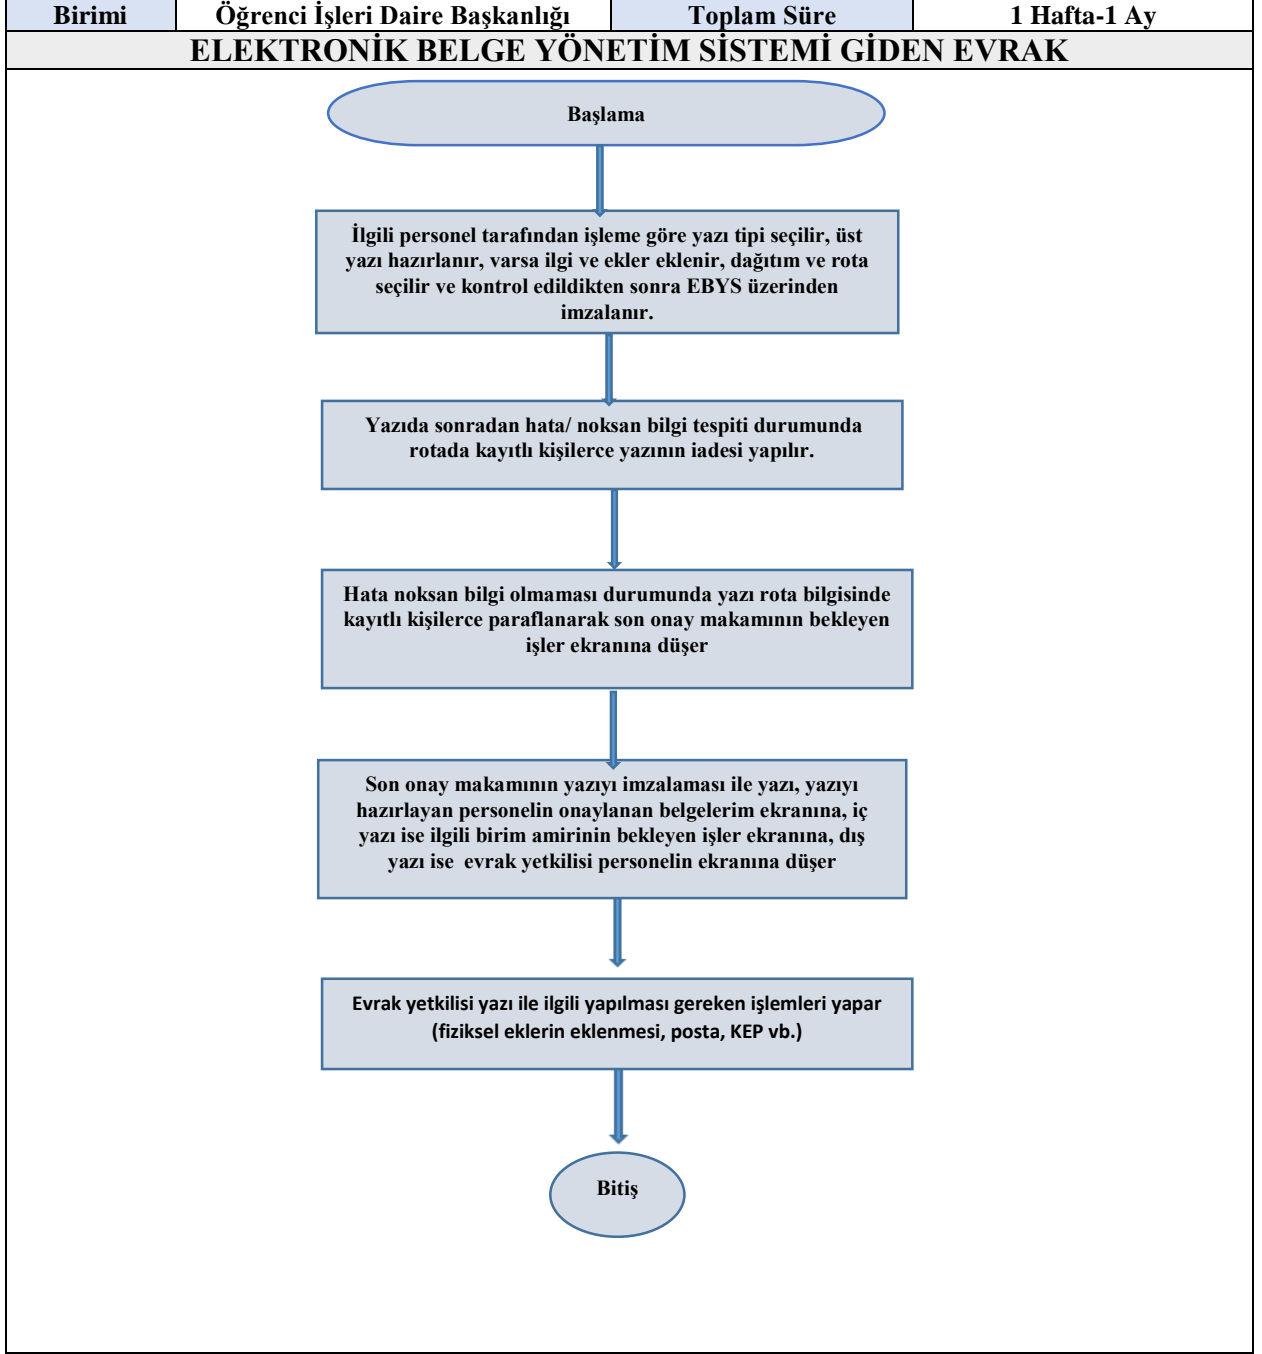 Birimi Öğrenci İşleri Daire Başkanlığı Toplam Süre 1 Hafta-1 Ay
ELEKTRONİK BELGE YÖNETİM SİSTEMİ GİDEN EVRAK
Başlama
İlgili personel tarafından işleme göre yazı tipi seçilir, üst
yazı hazırlanır, varsa ilgi ve ekler eklenir, dağıtım ve rota
seçilir ve kontrol edildikten sonra EBYS üzerinden
imzalanır.
Yazıda sonradan hata/ noksan bilgi tespiti durumunda
rotada kayıtlı kişilerce yazının iadesi yapılır.
Hata noksan bilgi olmaması durumunda yazı rota bilgisinde
kayıtlı kişilerce paraflanarak son onay makamının bekleyen
işler ekranına düşer
Son onay makamının yazıyı imzalaması ile yazı, yazıyı
hazırlayan personelin onaylanan belgelerim ekranına, iç
yazı ise ilgili birim amirinin bekleyen işler ekranına, dış
yazı ise evrak yetkilisi personelin ekranına düşer
Evrak yetkilisi yazı ile ilgili yapılması gereken işlemleri yapar
(fiziksel eklerin eklenmesi, posta, KEP vb.)
Bitiş